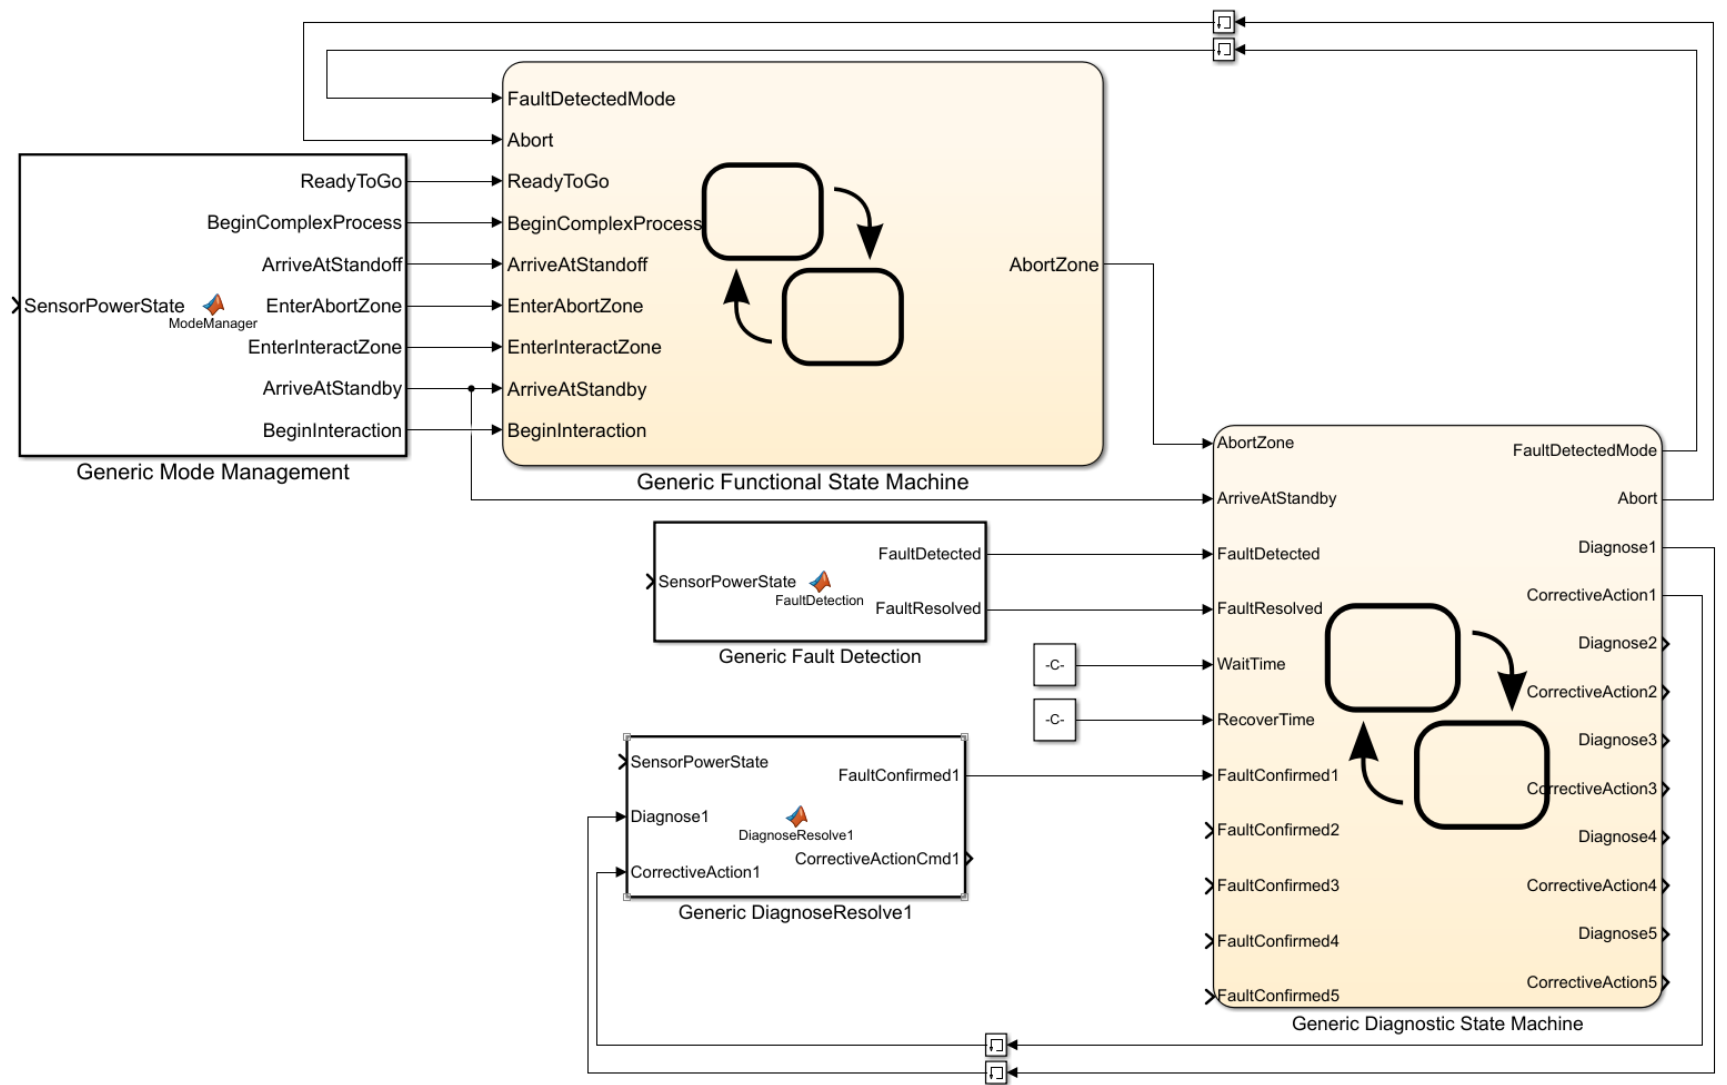 SensorPowerState
ModeManager
ReadyToGo
BeginComplexProcess
ArriveAtStandoff
EnterAbortZone
EnterInteractZone
ArriveAtStandby
BeginInteraction
Generic Mode Management
FaultDetectedMode
Abort
ReadyToGo
BeginComplexProcess
ArriveAtStandoff
EnterAbortZone
EnterInteractZone
ArriveAtStandby
BeginInteraction
AbortZone
Generic Functional State Machine
SensorPowerState
FaultDetection
FaultDetected
FaultResolved
Generic Fault Detection
-C-
-C-
SensorPowerState
Diagnose1
CorrectiveAction1
DiagnoseResolve1
FaultConfirmed1
CorrectiveActionCmd1
Generic DiagnoseResolve1
AbortZone
ArriveAtStandby
FaultDetected
FaultResolved
WaitTime
RecoverTime
FaultConfirmed1
FaultConfirmed2
FaultConfirmed3
FaultConfirmed4
FaultConfirmed5
FaultDetectedMode
Abort
Diagnose1
CorrectiveAction1
Diagnose2
CorrectiveAction2
Diagnose3
CorrectiveAction3
Diagnose4
CorrectiveAction4
Diagnose5
CorrectiveAction5
Generic Diagnostic State Machine